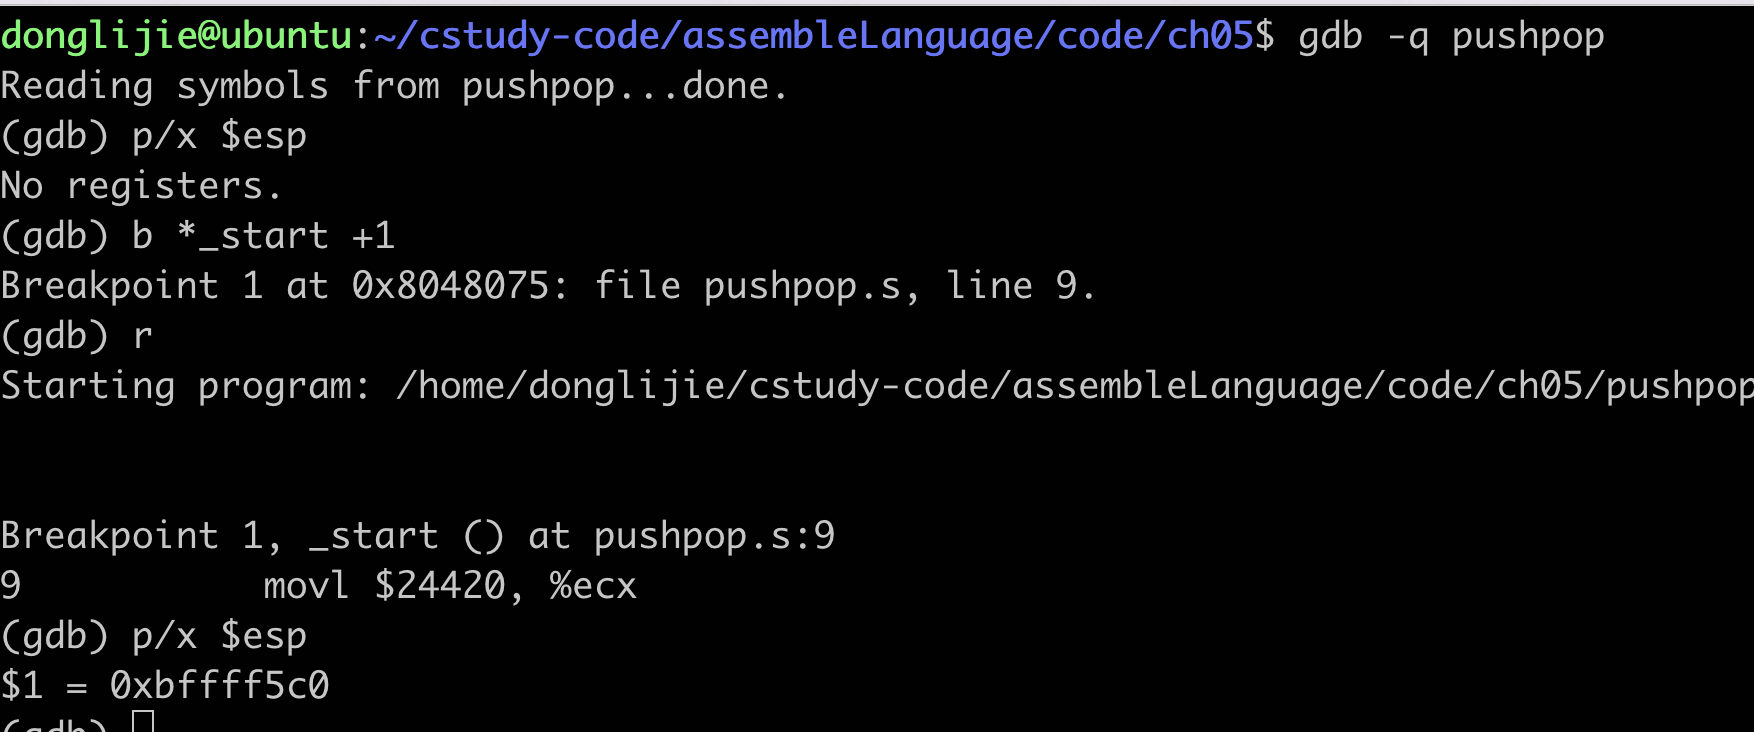 donglijie@ubuntu:~/cstudy-code/assembleLanguage/code/ch05$ gdb -q pushpop
Reading symbols from pushpop...done.
(gdb) p/x $esp
No registers.
(gdb) b *_start +1
Breakpoint 1 at 0x8048075: file pushpop.s, line 9.
(gdb) r
Starting program: /home/donglijie/cstudy-code/assembleLanguage/code/ch05/pushpop
Breakpoint 1, _start () at pushpop.s:9
9 movl $24420, %ecx
(gdb) p/x $esp
$1 = 0xbffff5c0
(gdb)